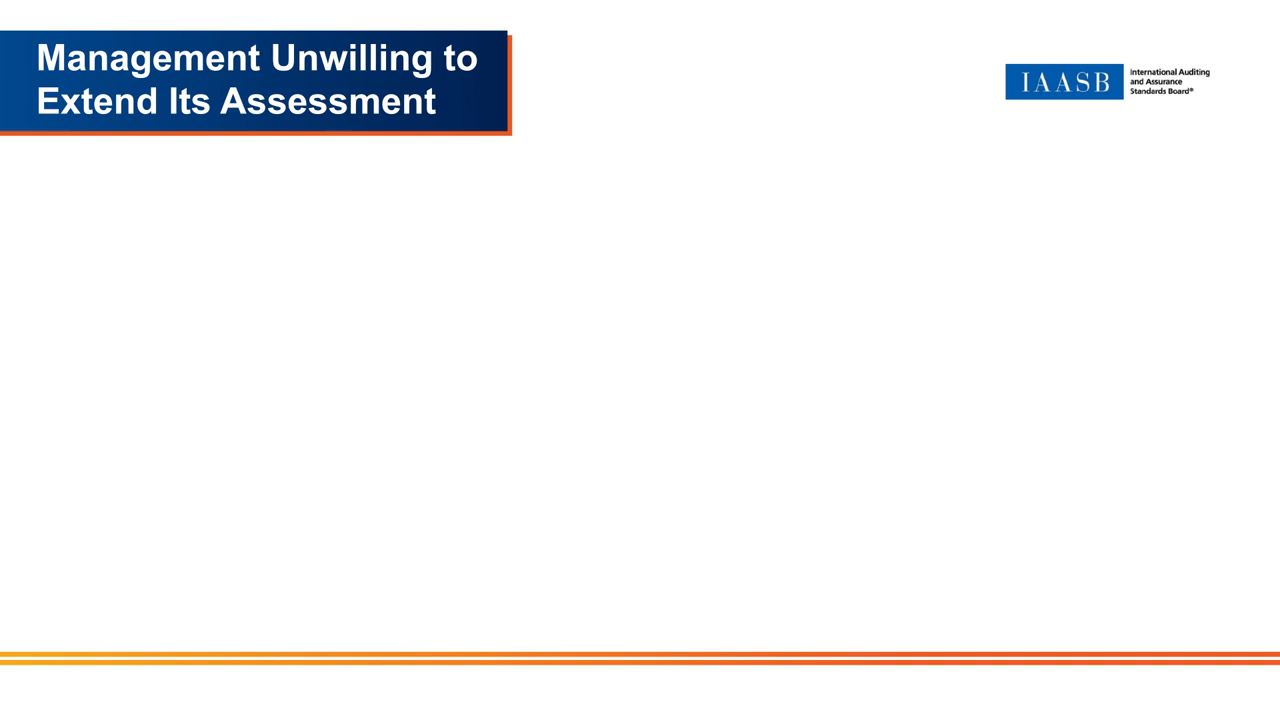 Management Unwilling to
Extend Its Assessment
IAASB
International Auditing
and Assurance
Standards Board®